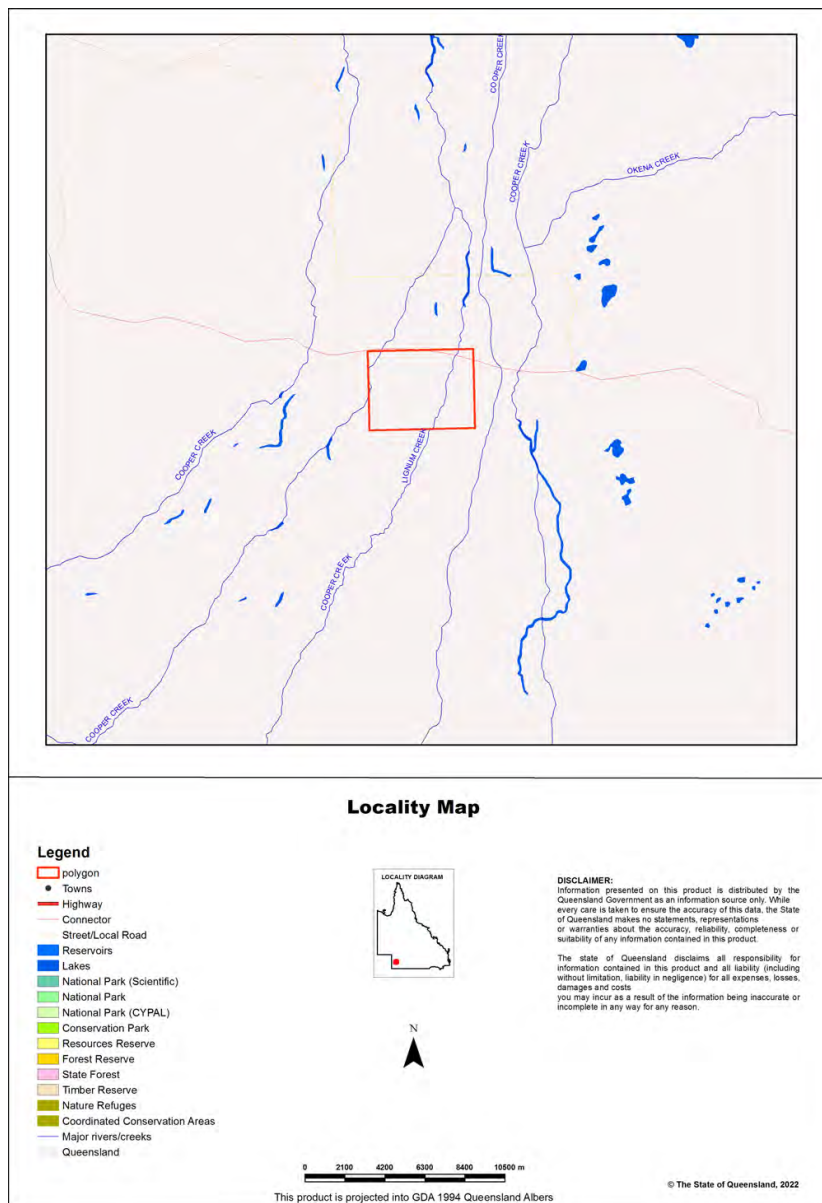 COOPER CREEK
COOPER CREEK
OKENA CREEK
COOPER CREEK
LIGNUM CREEK
COOPER CREEK
COOPER CREEK
Locality Map
Legend
polygon
Towns
Highway
Connector
Street/Local Road
Reservoirs
Lakes
National Park (Scientific)
National Park
National Park (CYPAL)
Conservation Park
Resources Reserve
Forest Reserve
State Forest
Timber Reserve
Nature Refuges
Coordinated Conservation Areas
Major rivers/creeks
Queensland
LOCALITY DIAGRAM
N
0 2100 4200 6300 8400 10500 m
This product is projected into GDA 1994 Queensland Albers
DISCLAIMER:
Information presented on this product is distributed by the
Queensland Government as an information source only. While
every care is taken to ensure the accuracy of this data, the State
of Queensland makes no statements, representations
or warranties about the accuracy, reliability, completeness or
suitability of any information contained in this product.
The state of Queensland disclaims all responsibility for
information contained in this product and all liability (including
without limitation, liability in negligence) for all expenses, losses,
damages and costs
you may incur as a result of the information being inaccurate or
incomplete in any way for any reason.
© The State of Queensland, 2022